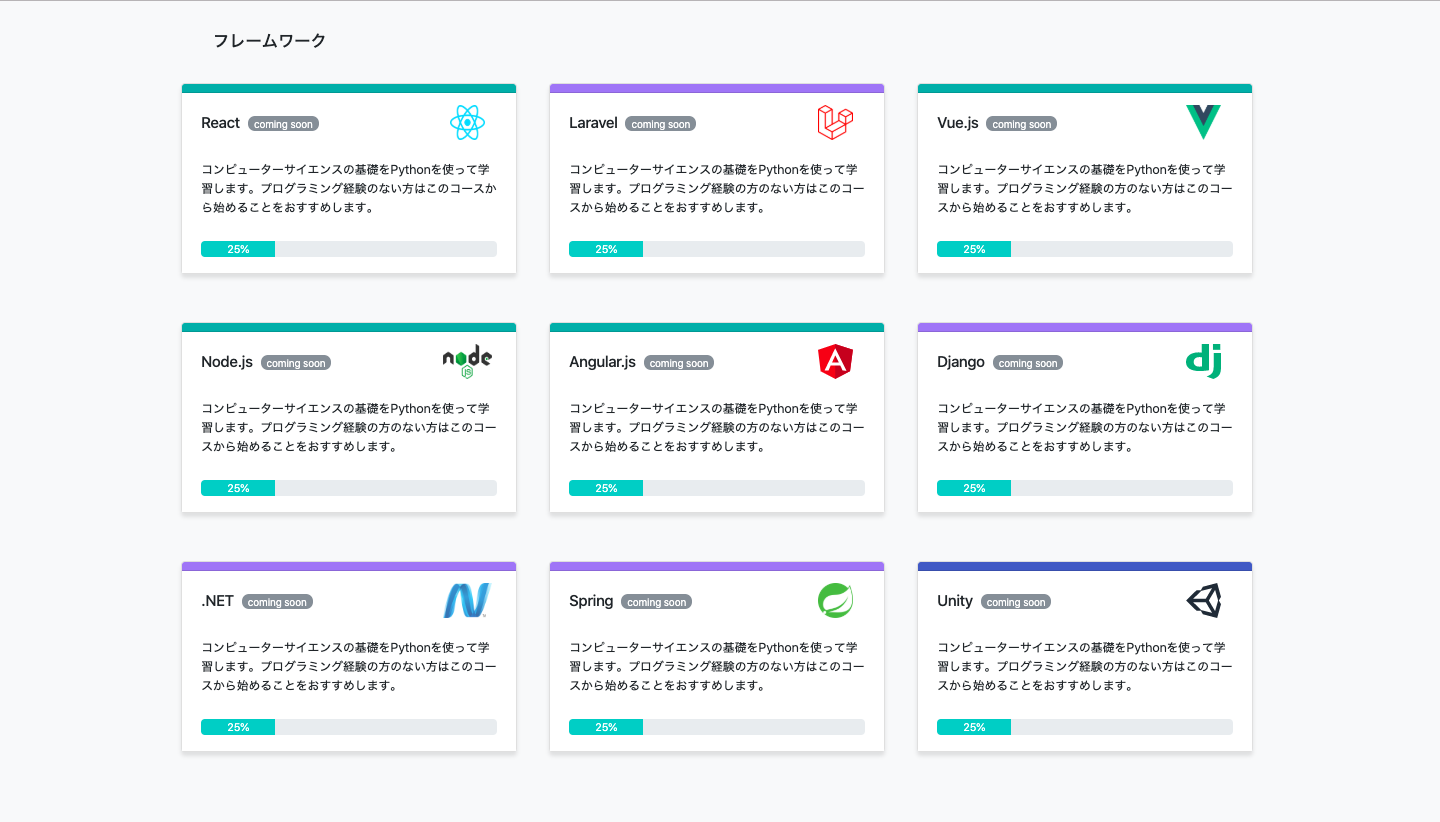 フレームワーク
React coming soon
コンピューターサイエンスの基礎をPythonを使って学
習します。プログラミング経験のない方はこのコースか
ら始めることをおすすめします。
25%
Laravel coming soon
コンピューターサイエンスの基礎をPythonを使って学
習します。プログラミング経験の方のない方はこのコー
スから始めることをおすすめします。
25%
Vue.js coming soon
コンピューターサイエンスの基礎をPythonを使って学
習します。プログラミング経験の方のない方はこのコー
スから始めることをおすすめします。
25%
Node.js coming soon
node
JS
コンピューターサイエンスの基礎をPythonを使って学
習します。プログラミング経験の方のない方はこのコー
スから始めることをおすすめします。
25%
Angular.js coming soon
A
コンピューターサイエンスの基礎をPythonを使って学
習します。プログラミング経験の方のない方はこのコー
スから始めることをおすすめします。
25%
Django coming soon
dj
コンピューターサイエンスの基礎をPythonを使って学
習します。プログラミング経験の方のない方はこのコー
スから始めることをおすすめします。
25%
.NET coming soon
コンピューターサイエンスの基礎をPythonを使って学
習します。プログラミング経験の方のない方はこのコー
スから始めることをおすすめします。
25%
Spring coming soon
コンピューターサイエンスの基礎をPythonを使って学
習します。プログラミング経験の方のない方はこのコー
スから始めることをおすすめします。
25%
Unity coming soon
コンピューターサイエンスの基礎をPythonを使って学
習します。プログラミング経験の方のない方はこのコー
スから始めることをおすすめします。
25%